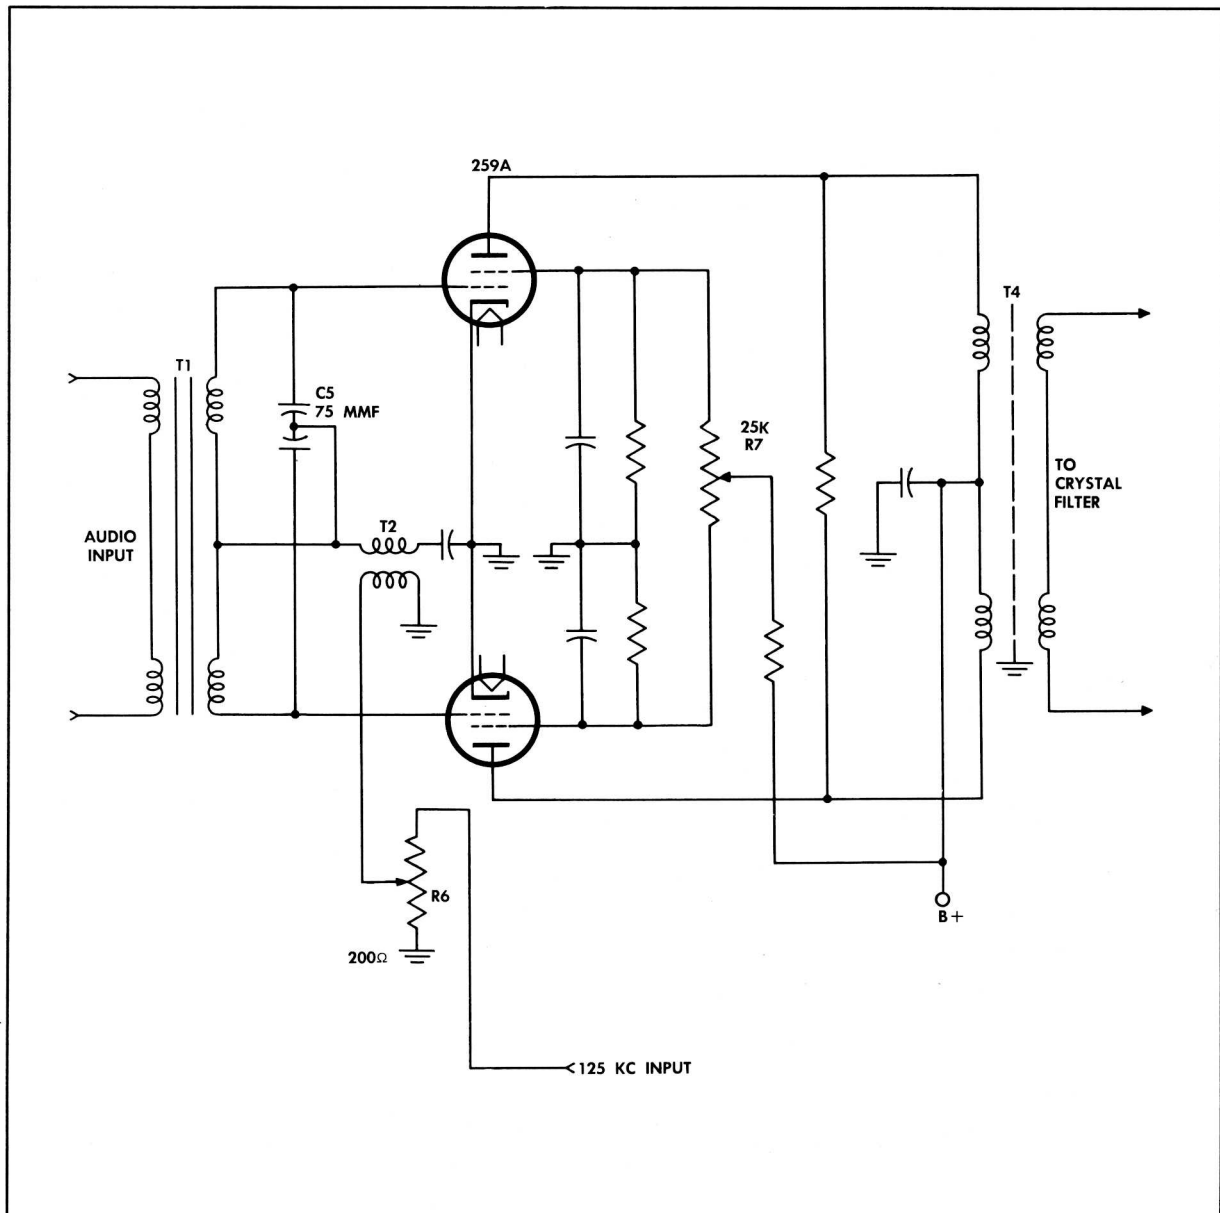 259A
T1
C5
75 MMF
25K
R7
T4
AUDIO
INPUT
T2
TO
CRYSTAL
FILTER
R6
200Ω
B+
125 KC INPUT